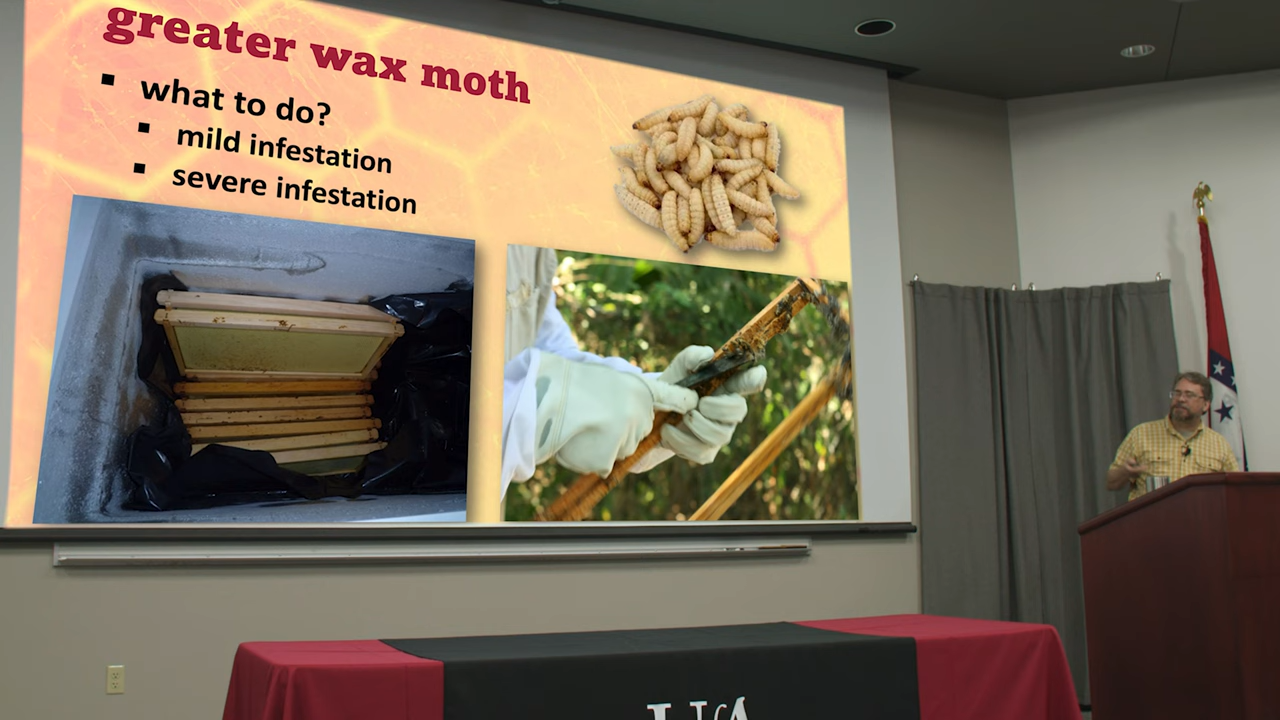 greater wax moth
▪ what to do?
▪ mild infestation
▪ severe infestation